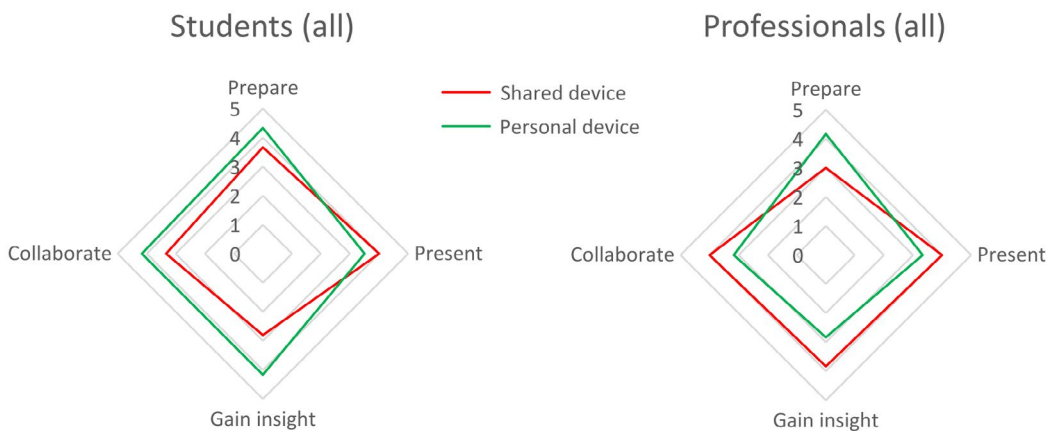 Students (all)
Professionals (all)
Shared device
Personal device
Prepare
5
4
3
2
1
0
Collaborate
Present
Gain insight
Prepare
5
4
3
2
1
0
Collaborate
Present
Gain insight